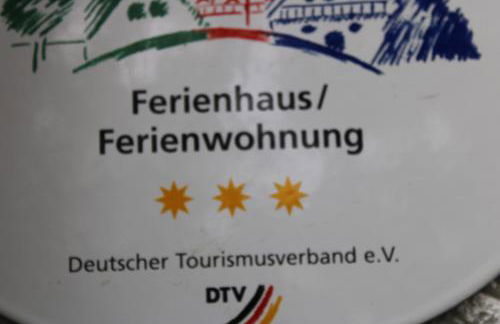 Ferienhaus/
Ferienwohnung
Deutscher Tourismusverband e.V.
DTV